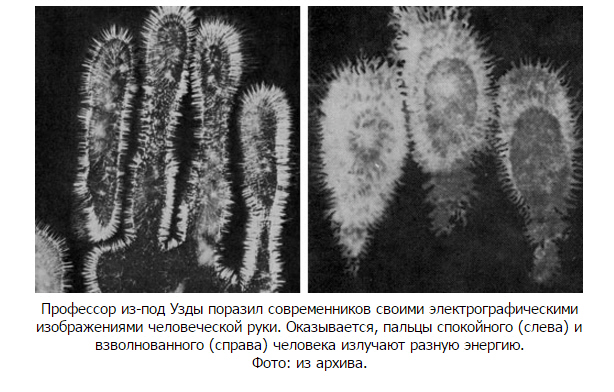 Профессор из-под Узды поразил современников своими электрографическими
изображениями человеческой руки. Оказывается, пальцы спокойного (слева) и
взволнованного (справа) человека излучают разную энергию.
Фото: из архива.